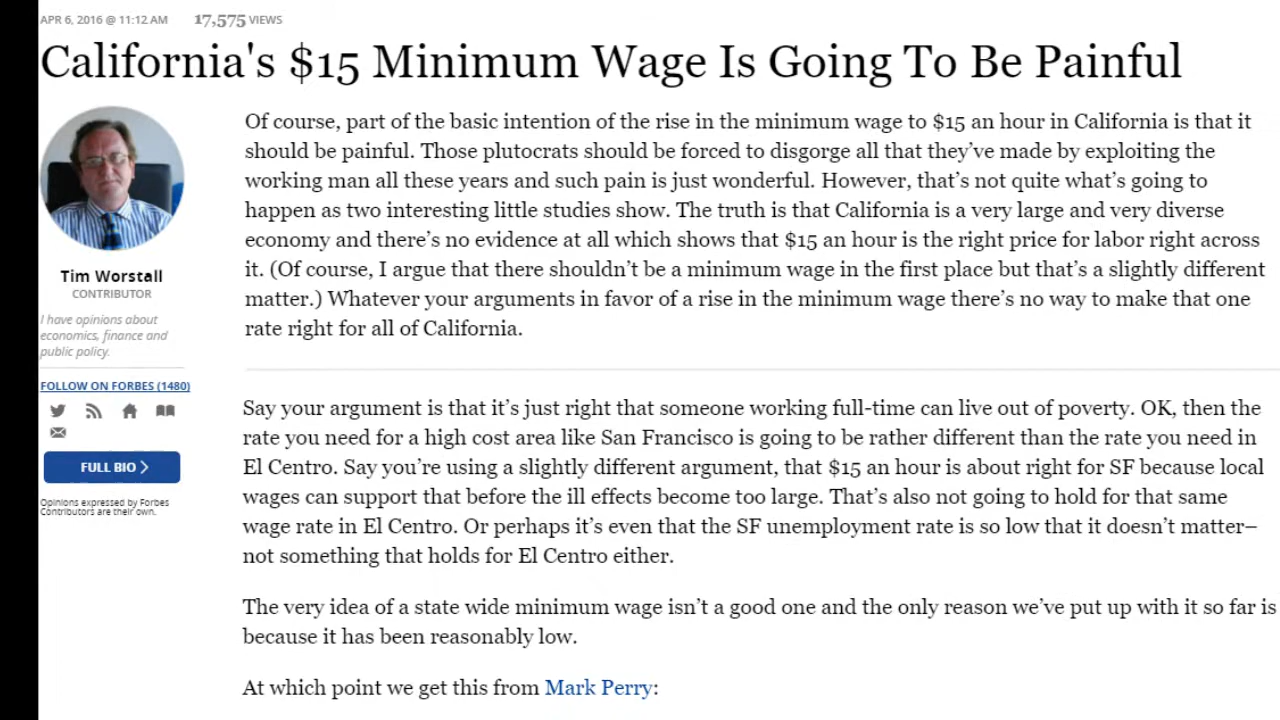 APR 6, 2016 @ 11:12 AM 17,575 VIEWS
California's $15 Minimum Wage Is Going To Be Painful
Tim Worstall
CONTRIBUTOR
I have opinions about
economics, finance and
public policy.
FOLLOW ON FORBES (1480)
FULL BIO >
Opinions expressed by Forbes
Contributors are their own.
Of course, part of the basic intention of the rise in the minimum wage to $15 an hour in California is that it
should be painful. Those plutocrats should be forced to disgorge all that they've made by exploiting the
working man all these years and such pain is just wonderful. However, that's not quite what's going to
happen as two interesting little studies show. The truth is that California is a very large and very diverse
economy and there's no evidence at all which shows that $15 an hour is the right price for labor right across
it. (Of course, I argue that there shouldn't be a minimum wage in the first place but that's a slightly different
matter.) Whatever your arguments in favor of a rise in the minimum wage there's no way to make that one
rate right for all of California.
Say your argument is that it's just right that someone working full-time can live out of poverty. OK, then the
rate you need for a high cost area like San Francisco is going to be rather different than the rate you need in
El Centro. Say you're using a slightly different argument, that $15 an hour is about right for SF because local
wages can support that before the ill effects become too large. That's also not going to hold for that same
wage rate in El Centro. Or perhaps it's even that the SF unemployment rate is so low that it doesn't matter–
not something that holds for El Centro either.
The very idea of a state wide minimum wage isn't a good one and the only reason we've put up with it so far is
because it has been reasonably low.
At which point we get this from Mark Perry: